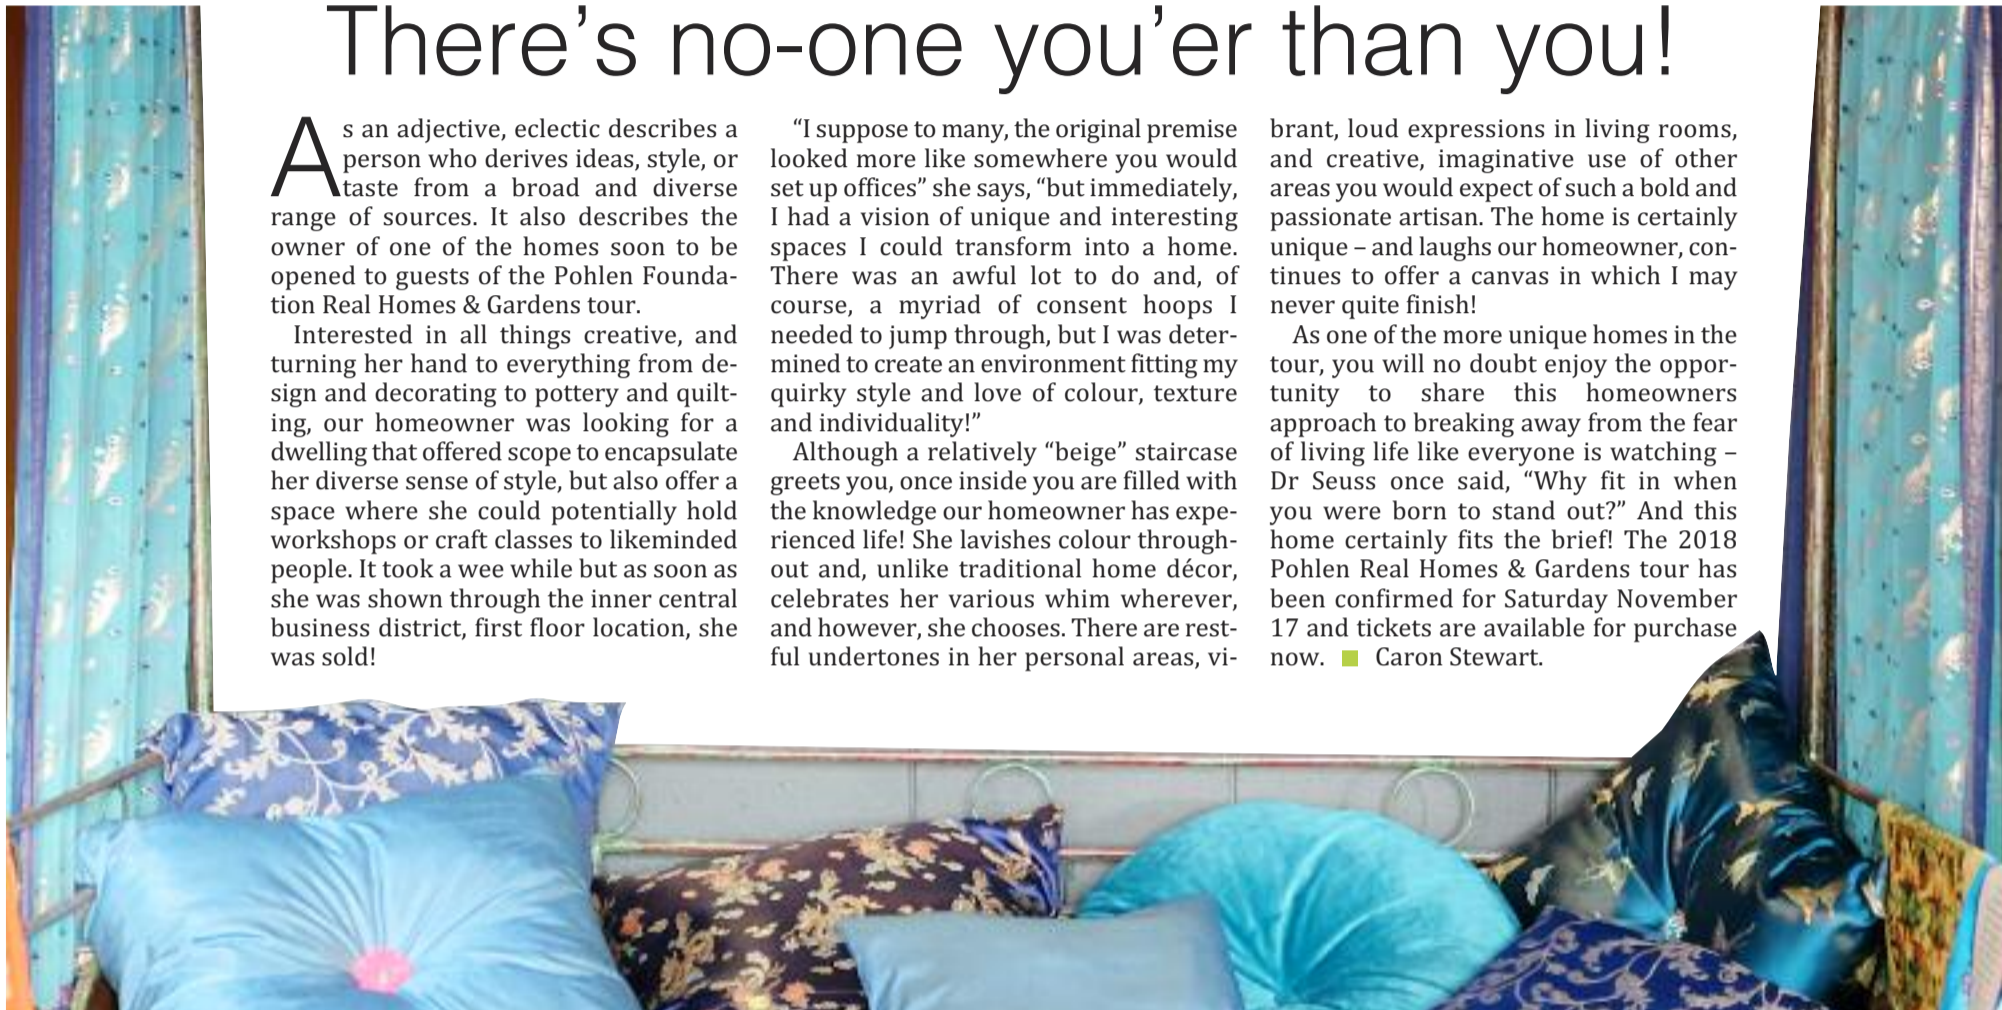 There’s no-one you’er than you!
As an adjective, eclectic describes a
person who derives ideas, style, or
taste from a broad and diverse
range of sources. It also describes the
owner of one of the homes soon to be
opened to guests of the Pohlen Founda-
tion Real Homes & Gardens tour.
Interested in all things creative, and
turning her hand to everything from de-
sign and decorating to pottery and quilt-
ing, our homeowner was looking for a
dwelling that offered scope to encapsulate
her diverse sense of style, but also offer a
space where she could potentially hold
workshops or craft classes to likeminded
people. It took a wee while but as soon as
she was shown through the inner central
business district, first floor location, she
was sold!
“I suppose to many, the original premise
looked more like somewhere you would
set up offices” she says, “but immediately,
I had a vision of unique and interesting
spaces I could transform into a home.
There was an awful lot to do and, of
course, a myriad of consent hoops I
needed to jump through, but I was deter-
mined to create an environment fitting my
quirky style and love of colour, texture
and individuality!”
Although a relatively “beige” staircase
greets you, once inside you are filled with
the knowledge our homeowner has expe-
rienced life! She lavishes colour through-
out and, unlike traditional home décor,
celebrates her various whim wherever,
and however, she chooses. There are rest-
ful undertones in her personal areas, vi-
brant, loud expressions in living rooms,
and creative, imaginative use of other
areas you would expect of such a bold and
passionate artisan. The home is certainly
unique – and laughs our homeowner, con-
tinues to offer a canvas in which I may
never quite finish!
As one of the more unique homes in the
tour, you will no doubt enjoy the oppor-
tunity to share this homeowners
approach to breaking away from the fear
of living life like everyone is watching –
Dr Seuss once said, “Why fit in when
you were born to stand out?” And this
home certainly fits the brief! The 2018
Pohlen Real Homes & Gardens tour has
been confirmed for Saturday November
17 and tickets are available for purchase
now. ■ Caron Stewart.